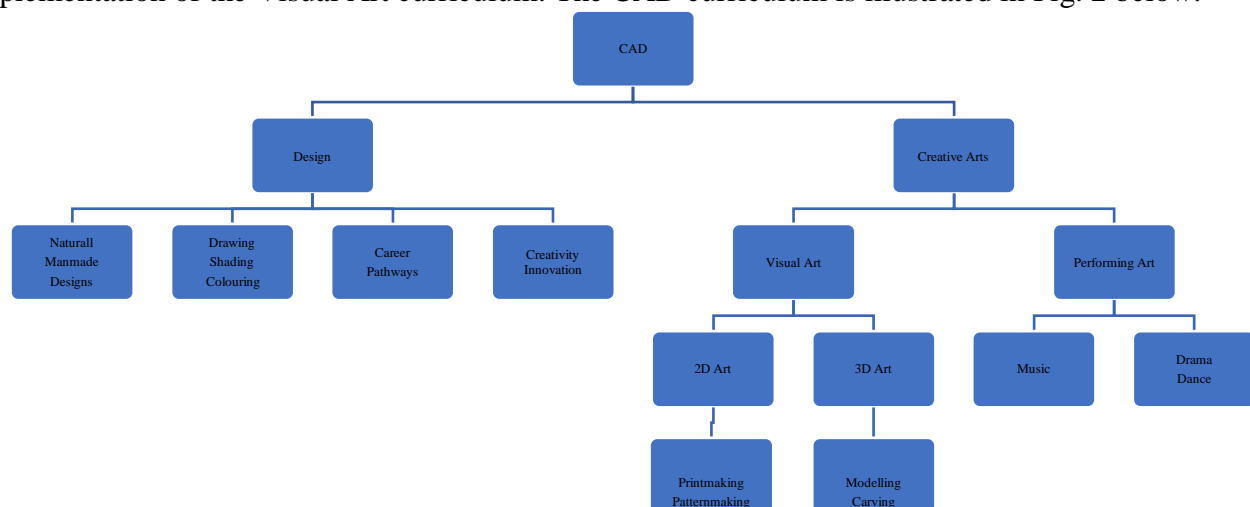 plementation of the Visual Art curriculum. The CAD curriculum is illustrated in Fig. 2 below.
CAD
Design
Creative Arts
Naturall
Manmade
Designs
Drawing
Shading
Colouring
Career
Pathways
Creativity
Innovation
Visual Art
Performing Art
2D Art
3D Art
Music
Drama
Dance
Printmaking
Patternmaking
Modelling
Carving